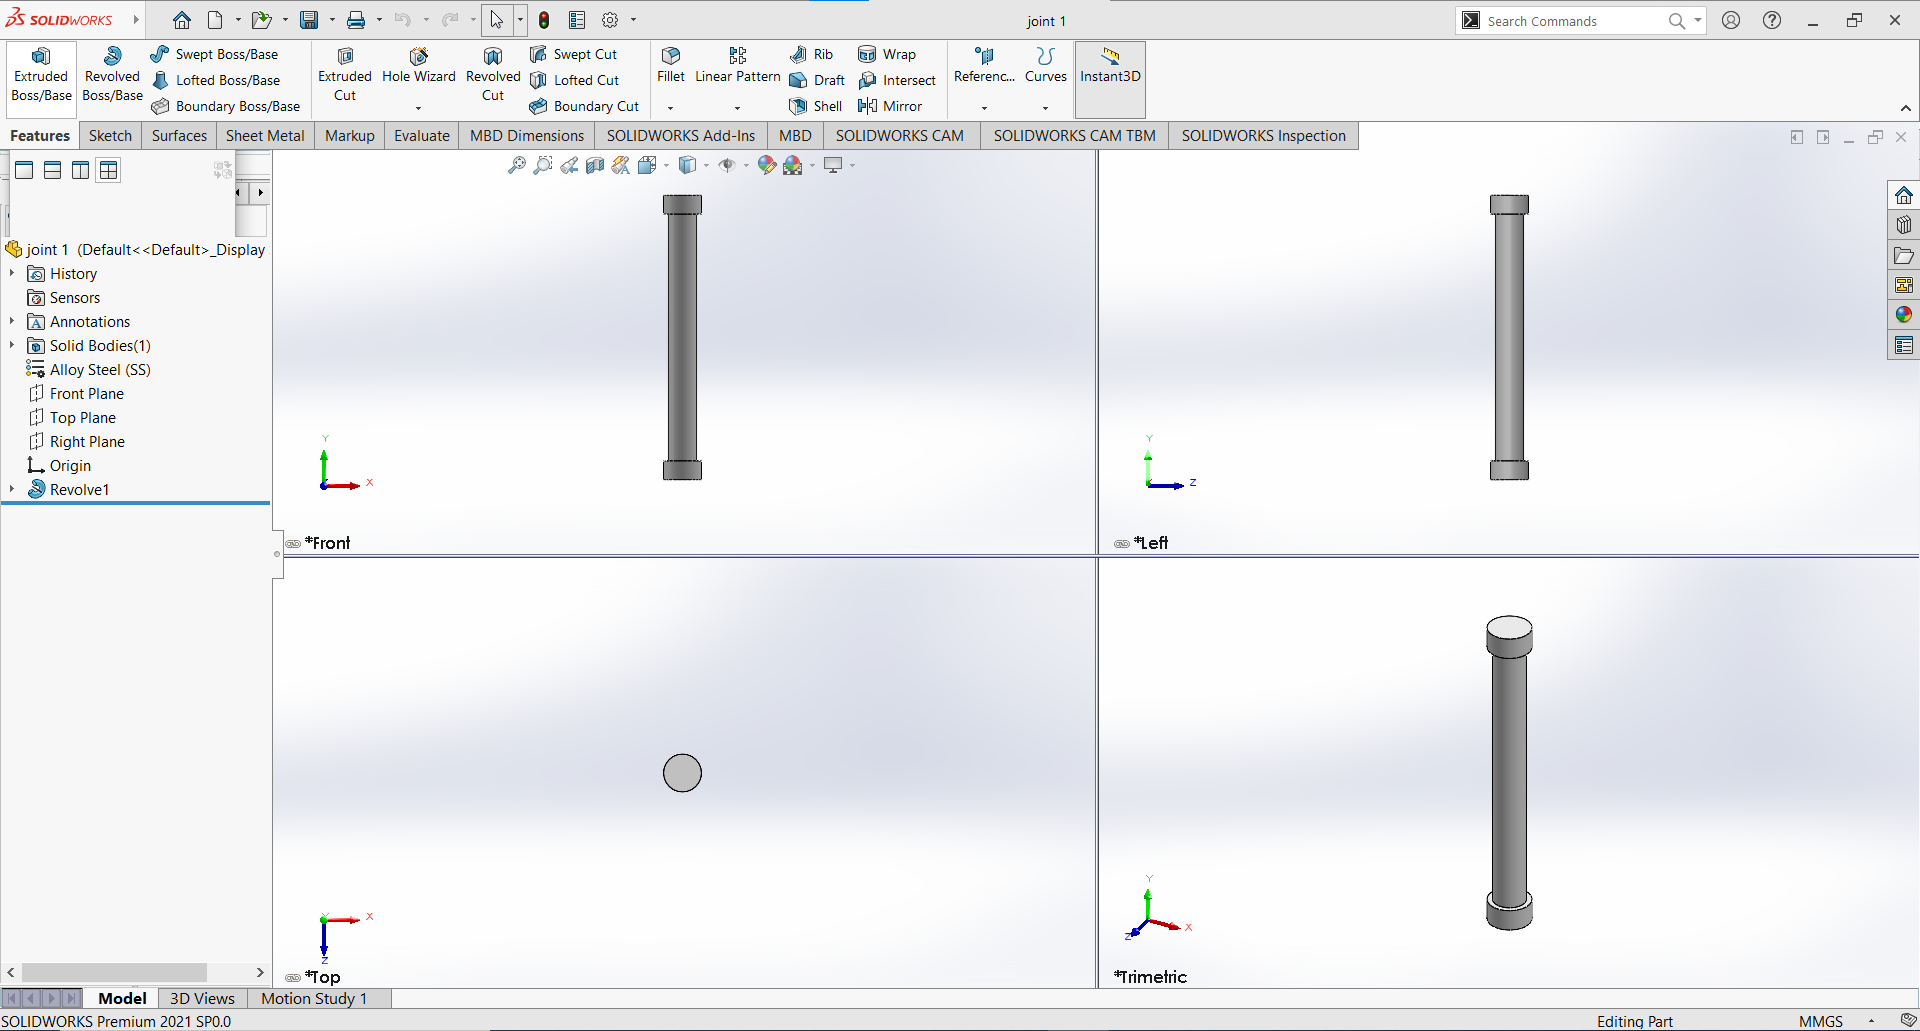 SOLIDWORKS
joint 1
Search Commands
Extruded Boss/Base
Revolved Boss/Base
Swept Boss/Base
Lofted Boss/Base
Boundary Boss/Base
Extruded Cut
Hole Wizard
Revolved Cut
Swept Cut
Lofted Cut
Boundary Cut
Fillet
Linear Pattern
Rib
Draft
Shell
Wrap
Intersect
Mirror
Referenc...
Curves
Instant3D
Features
Sketch
Surfaces
Sheet Metal
Markup
Evaluate
MBD Dimensions
SOLIDWORKS Add-Ins
MBD
SOLIDWORKS CAM
SOLIDWORKS CAM TBM
SOLIDWORKS Inspection
joint 1 (Default<<Default>_Display
History
Sensors
Annotations
Solid Bodies(1)
Alloy Steel (SS)
Front Plane
Top Plane
Right Plane
Origin
Revolve1
Y
X
*Front
Y
Z
*Left
Y
X
Z
*Top
Y
X
Z
*Trimetric
Model
3D Views
Motion Study 1
SOLIDWORKS Premium 2021 SP0.0
Editing Part
MMGS